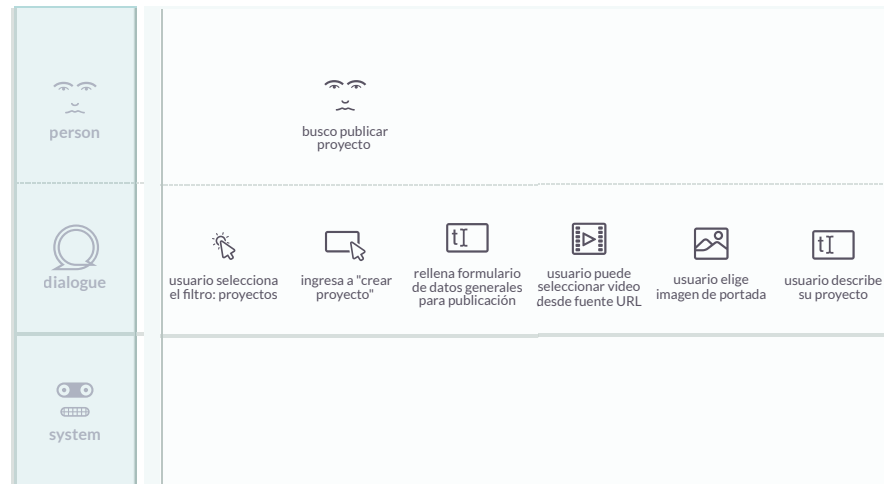 person
busco publicar
proyecto
dialogue
usuario selecciona
el filtro: proyectos
ingresa a "crear
proyecto"
rellena formulario
de datos generales
para publicación
usuario puede
seleccionar video
desde fuente URL
usuario elige
imagen de portada
usuario describe
su proyecto
system